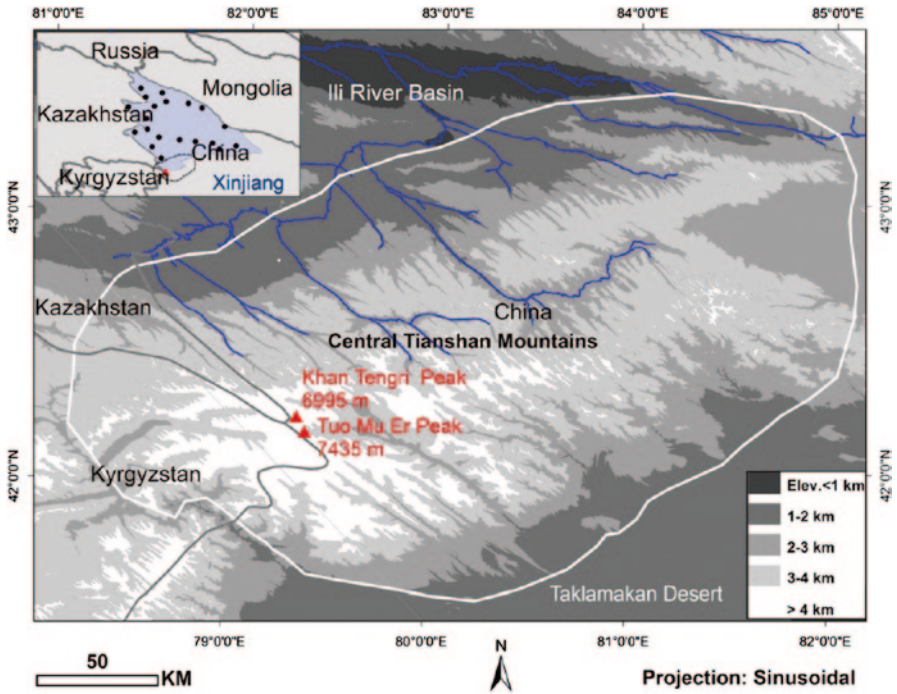 81°0'0"E
82°0'0"E
83°0'0"E
84°0'0"E
85°0'0"E
Russia
Mongolia
Kazakhstan
China
Kyrgyzstan
Xinjiang
Ili River Basin
43°0'0"N
43°0'0"N
Kazakhstan
China
Central Tianshan Mountains
Khan Tengri Peak
6995 m
Tuo Mu Er Peak
7435 m
42°0'0"N
42°0'0"N
Kyrgyzstan
Elev.<1 km
1-2 km
2-3 km
3-4 km
> 4 km
Taklamakan Desert
79°0'0"E
80°0'0"E
81°0'0"E
82°0'0"E
50
KM
N
Projection: Sinusoidal